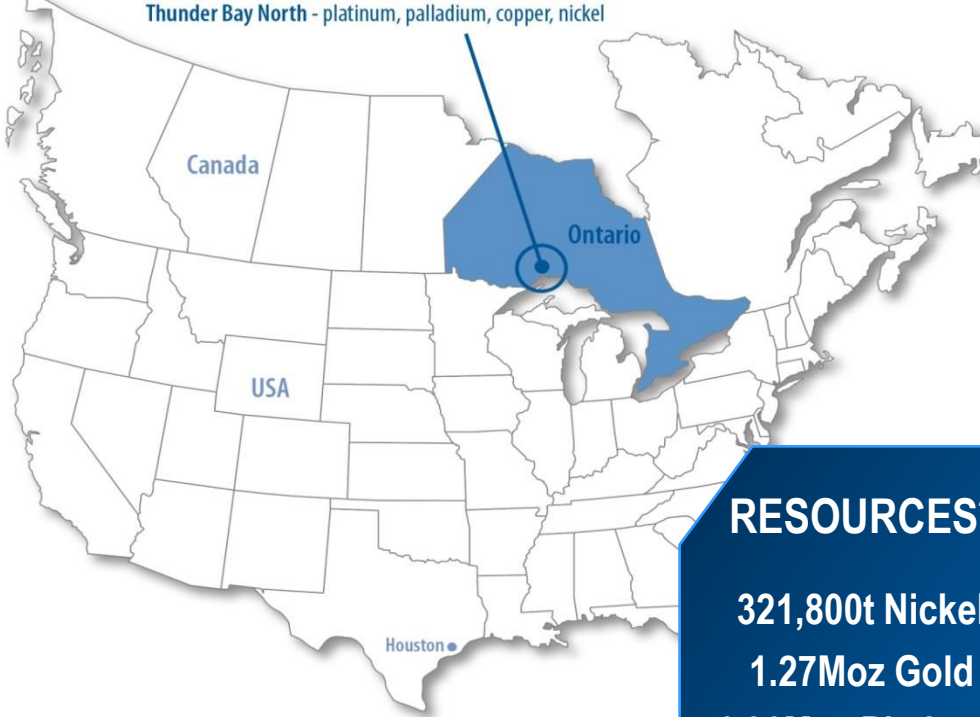 Thunder Bay North - platinum, palladium, copper, nickel
Canada
Ontario
USA
Houston
RESOURCES
321,800t Nickel
1.27Moz Gold